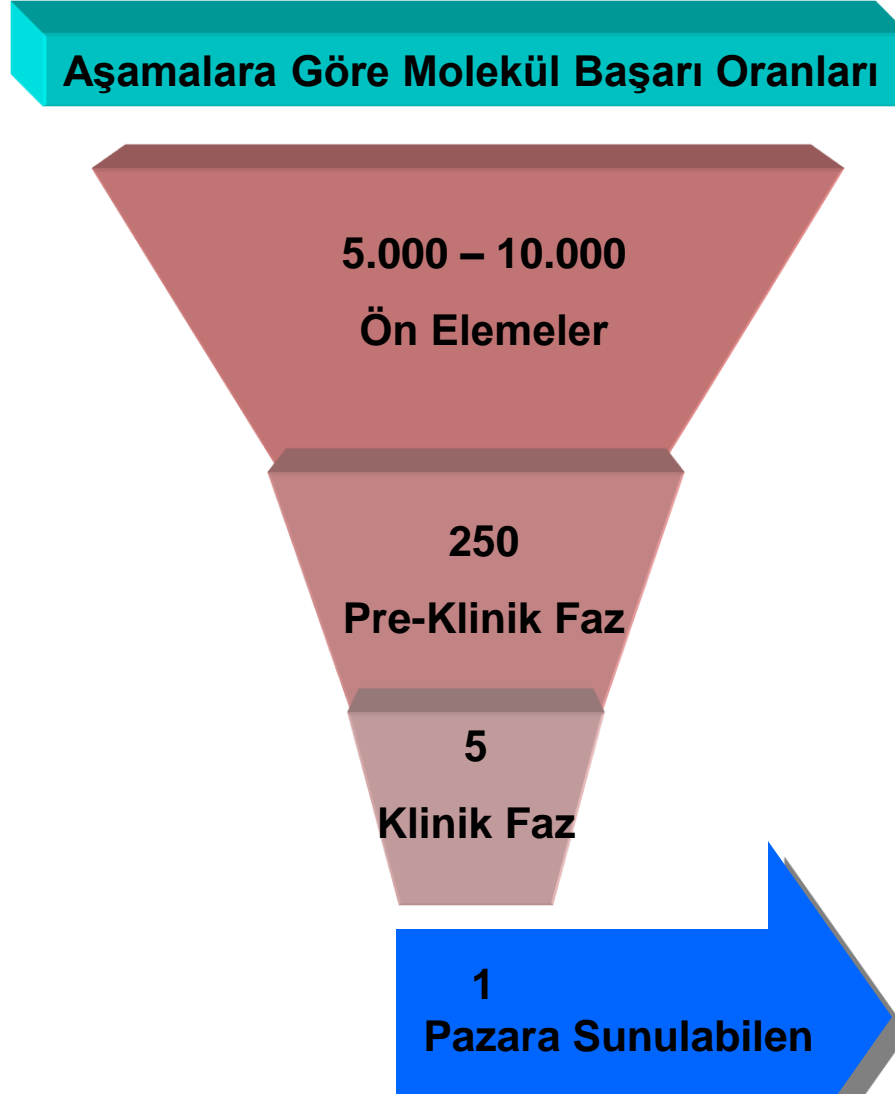 Aşamalara Göre Molekül Başarı Oranları
5.000 – 10.000
Ön Elemeler
250
Pre-Klinik Faz
5
Klinik Faz
1
Pazara Sunulabilen